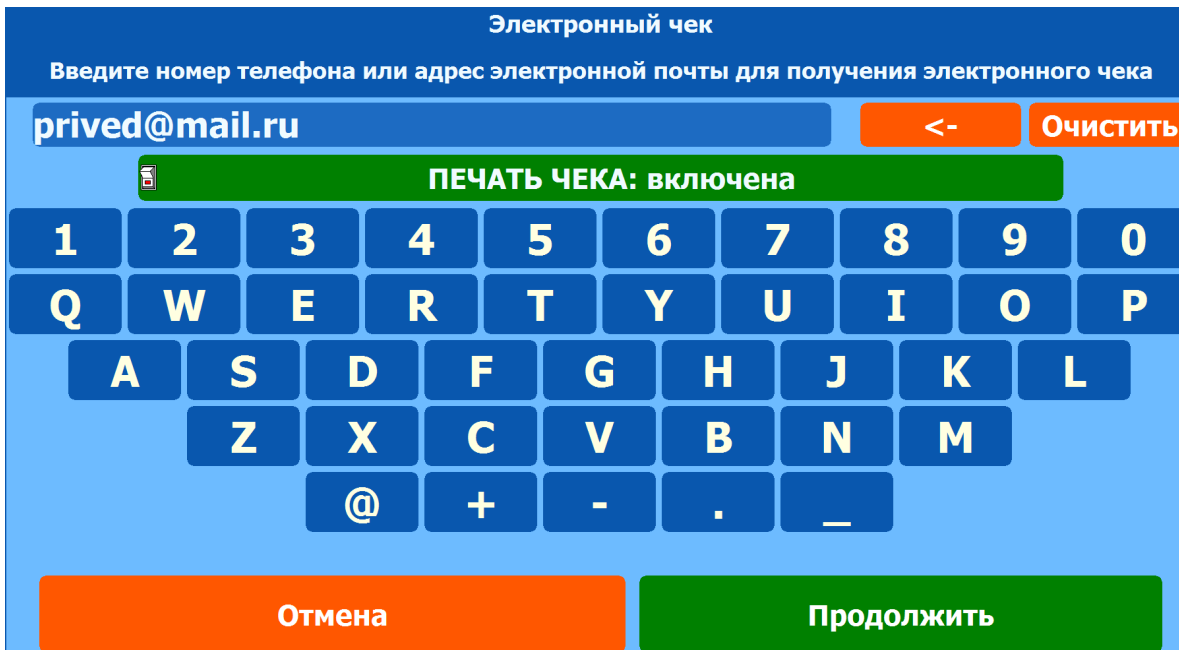 Электронный чек
Введите номер телефона или адрес электронной почты для получения электронного чека
prived@mail.ru <- Очистить
ПЕЧАТЬ ЧЕКА: включена
1 2 3 4 5 6 7 8 9 0
Q W E R T Y U I O P
A S D F G H J K L
Z X C V B N M
@ + - . _
Отмена Продолжить